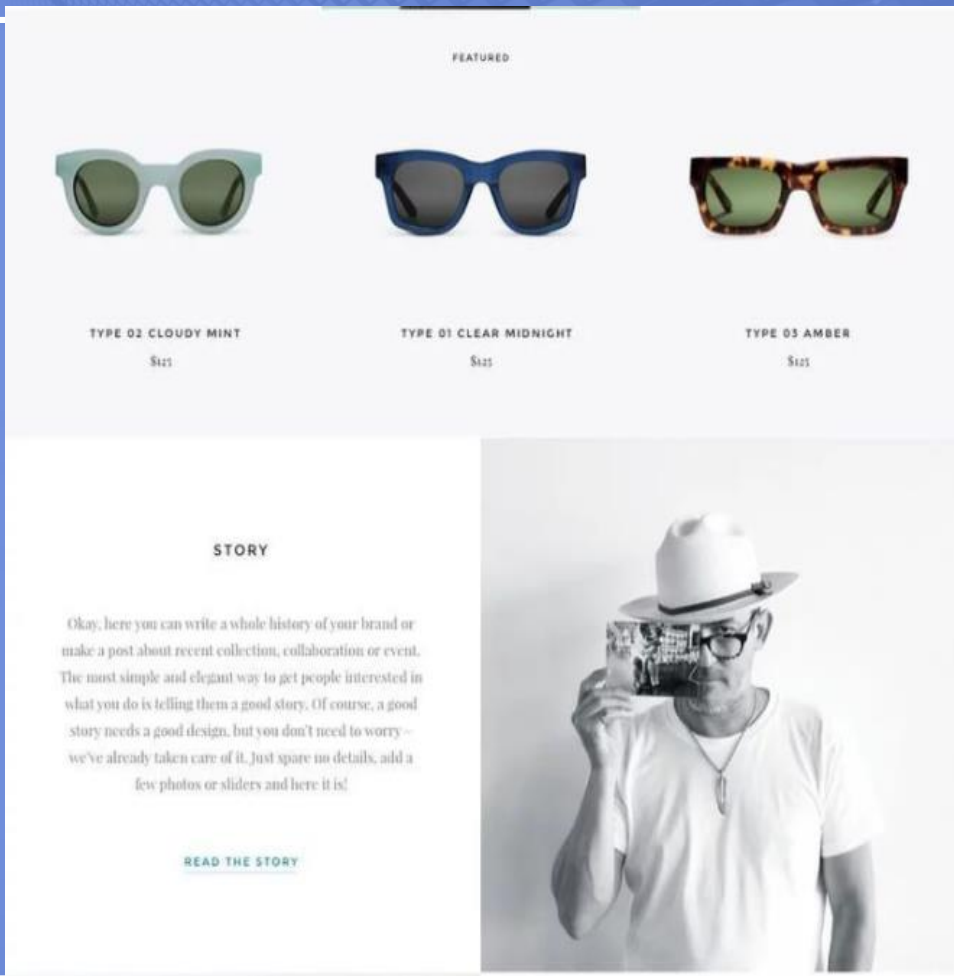 FEATURED
TYPE 02 CLOUDY MINT
TYPE 01 CLEAR MIDNIGHT
TYPE 03 AMBER
$125
$125
$125
STORY
Okay, here you can write a whole history of your brand or
make a post about recent collection, collaboration or event.
The most simple and elegant way to get people interested in
what you do is telling them a good story. Of course, a good
story needs a good design, but you don't need to worry –
we've already taken care of it. Just spare no details, add a
few photos or sliders and here it is!
READ THE STORY